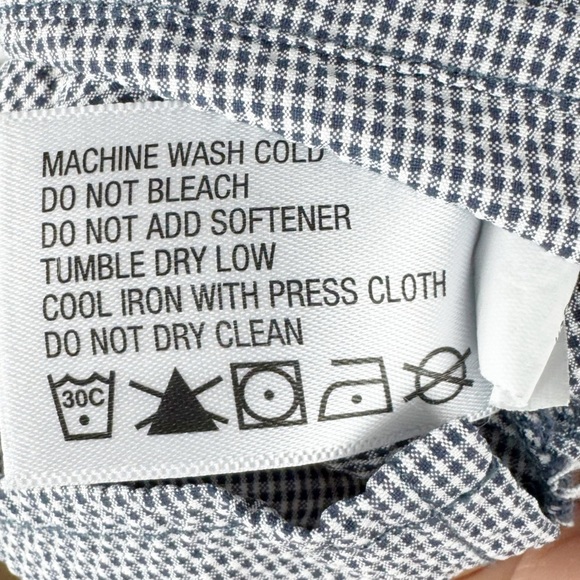 MACHINE WASH COLD
DO NOT BLEACH
DO NOT ADD SOFTENER
TUMBLE DRY LOW
COOL IRON WITH PRESS CLOTH
DO NOT DRY CLEAN
30C